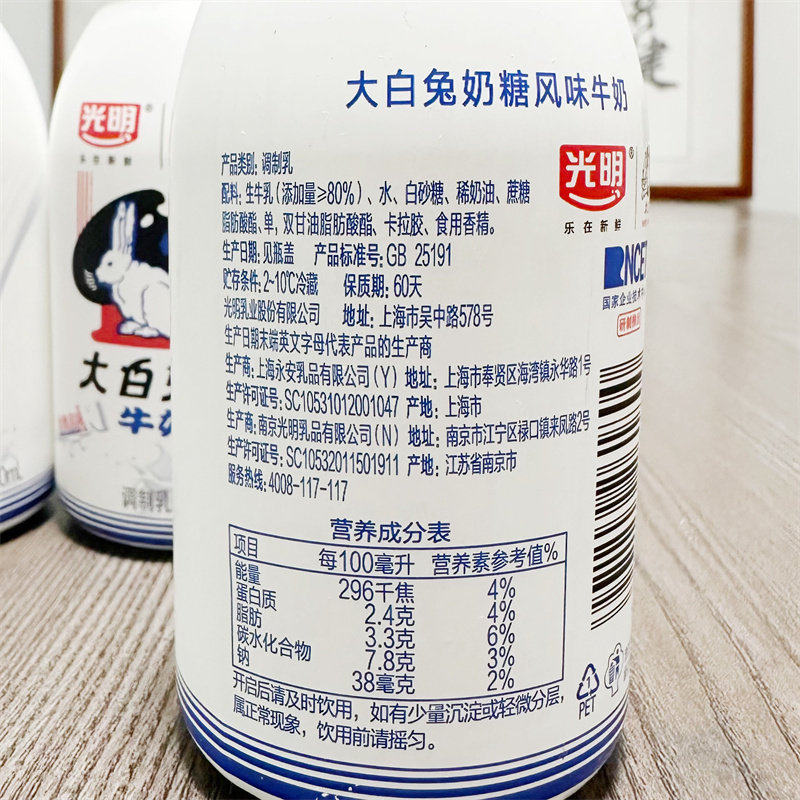 大白兔奶糖风味牛奶
产品类别：调制乳
配料：生牛乳（添加量≥80%）、水、白砂糖、稀奶油、蔗糖
脂肪酸酯、单，双甘油脂肪酸酯、卡拉胶、食用香精。
生产日期：见瓶盖 产品标准号：GB 25191
贮存条件：2-10℃冷藏 保质期：60天
光明乳业股份有限公司 地址：上海市吴中路578号
生产日期末端英文字母代表产品的生产商
生产商：上海永安乳品有限公司（Y）地址：上海市奉贤区海湾镇永华路1号
生产许可证号：SC10531012001047 产地：上海市
生产商：南京光明乳品有限公司（N）地址：南京市江宁区禄口镇来凤路2号
生产许可证号：SC10532011501911 产地：江苏省南京市
服务热线：4008-117-117
营养成分表
项目 每100毫升 营养素参考值%
能量 296千焦 4%
蛋白质 2.4克 4%
脂肪 3.3克 6%
碳水化合物 7.8克 3%
钠 38毫克 2%
开启后请及时饮用，如有少量沉淀或轻微分层，
属正常现象，饮用前请摇匀。
光明®
乐在新鲜
NCE
国家企业技术
研制
PET
光明®
乐在新鲜
大白
牛
调制乳
mL
建